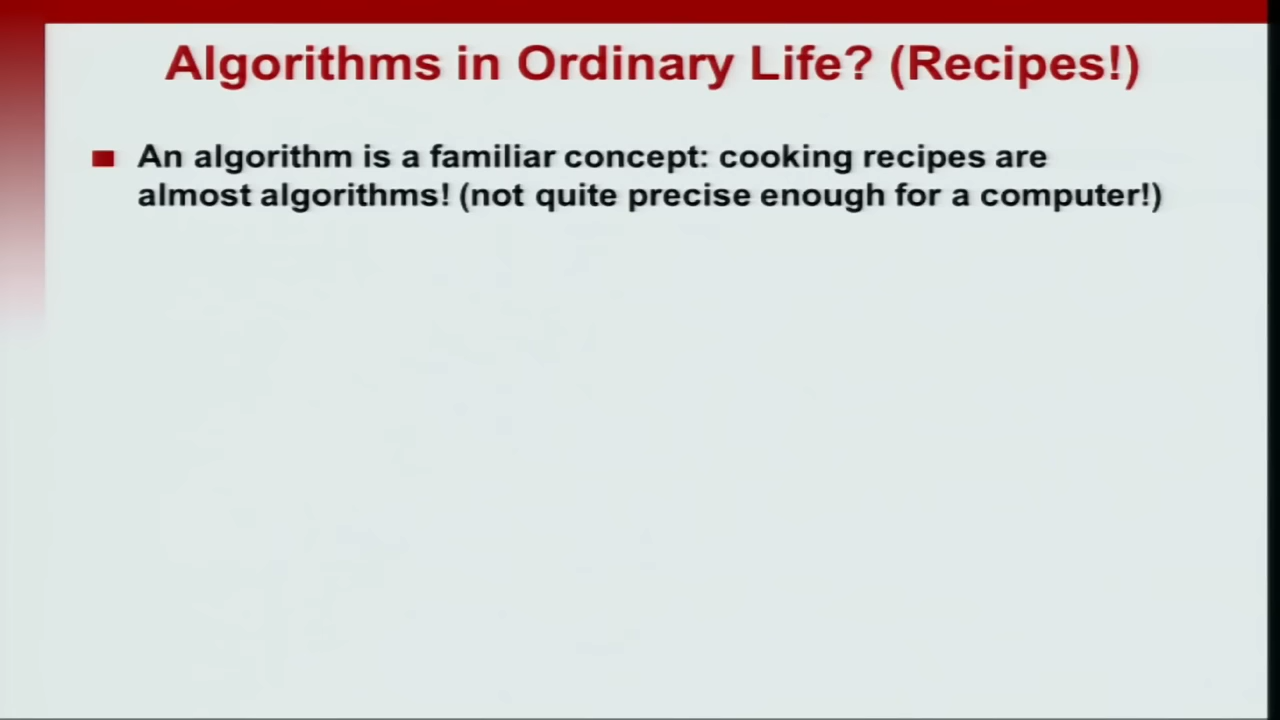 Algorithms in Ordinary Life? (Recipes!)
An algorithm is a familiar concept: cooking recipes are
almost algorithms! (not quite precise enough for a computer!)